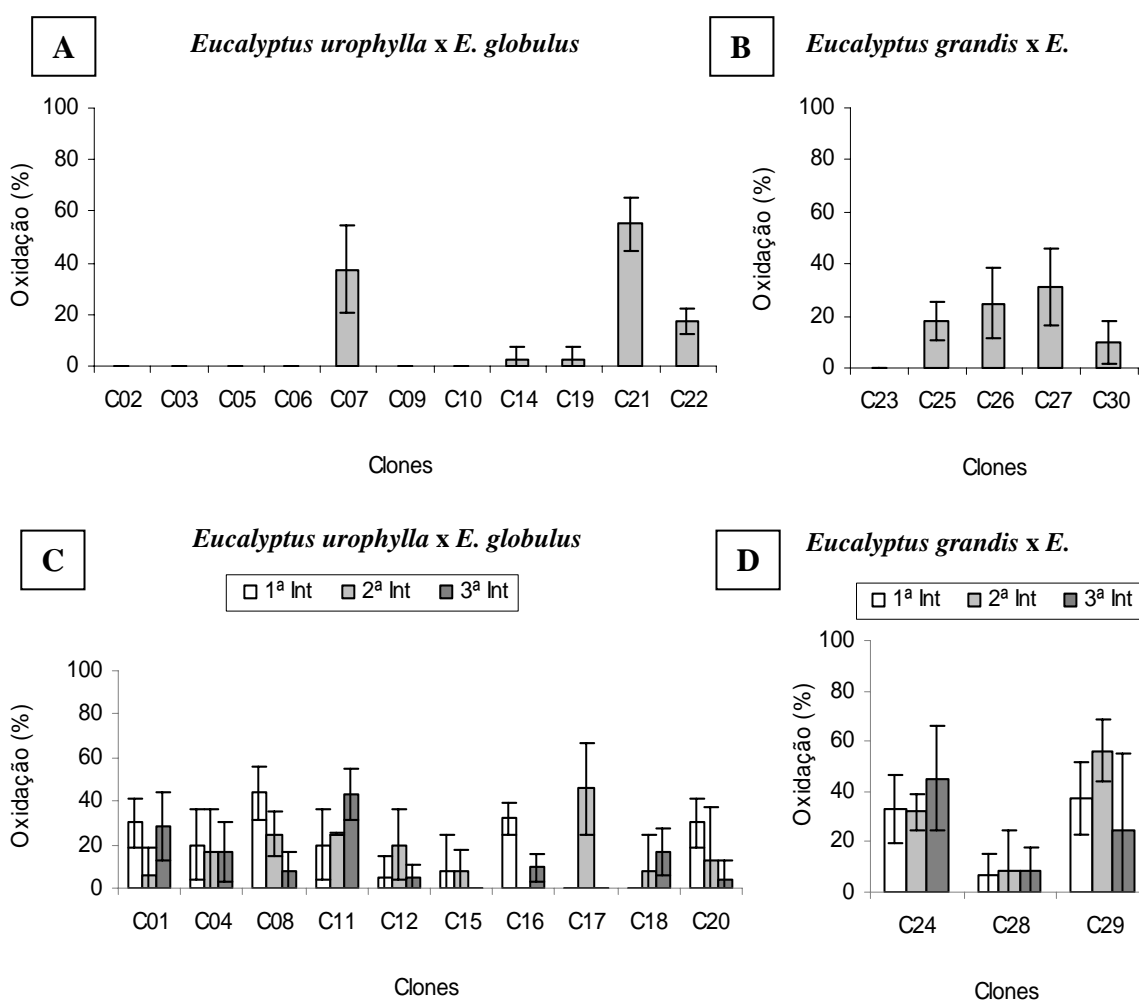 A
Eucalyptus urophylla x E. globulus
Oxidação (%)
100
80
60
40
20
0
C02 C03 C05 C06 C07 C09 C10 C14 C19 C21 C22
Clones
B
Eucalyptus grandis x E.
Oxidação (%)
100
80
60
40
20
0
C23 C25 C26 C27 C30
Clones
C
Eucalyptus urophylla x E. globulus
1ª Int 2ª Int 3ª Int
Oxidação (%)
100
80
60
40
20
0
C01 C04 C08 C11 C12 C15 C16 C17 C18 C20
Clones
D
Eucalyptus grandis x E.
1ª Int 2ª Int 3ª Int
Oxidação (%)
100
80
60
40
20
0
C24 C28 C29
Clones